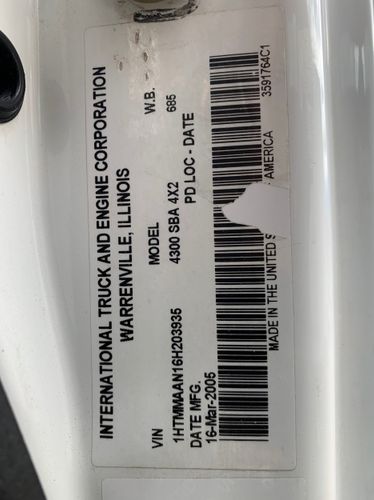 INTERNATIONAL TRUCK AND ENGINE CORPORATION
WARRENVILLE, ILLINOIS
VIN MODEL W.B.
1HTMMAAN16H203935 4300 SBA 4X2 685
DATE MFG. PD LOC - DATE
16-Mar-2005
MADE IN THE UNITED S AMERICA 3591764C1